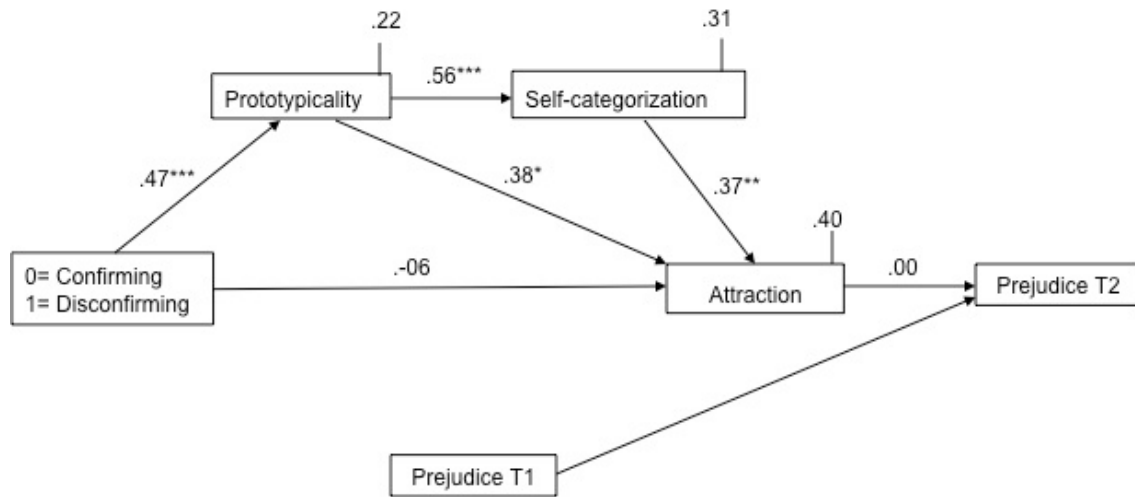 .22
.31
.56***
Prototypicality
Self-categorization
.47***
.38*
.37**
.40
0= Confirming
1= Disconfirming
.-06
Attraction
.00
Prejudice T2
Prejudice T1